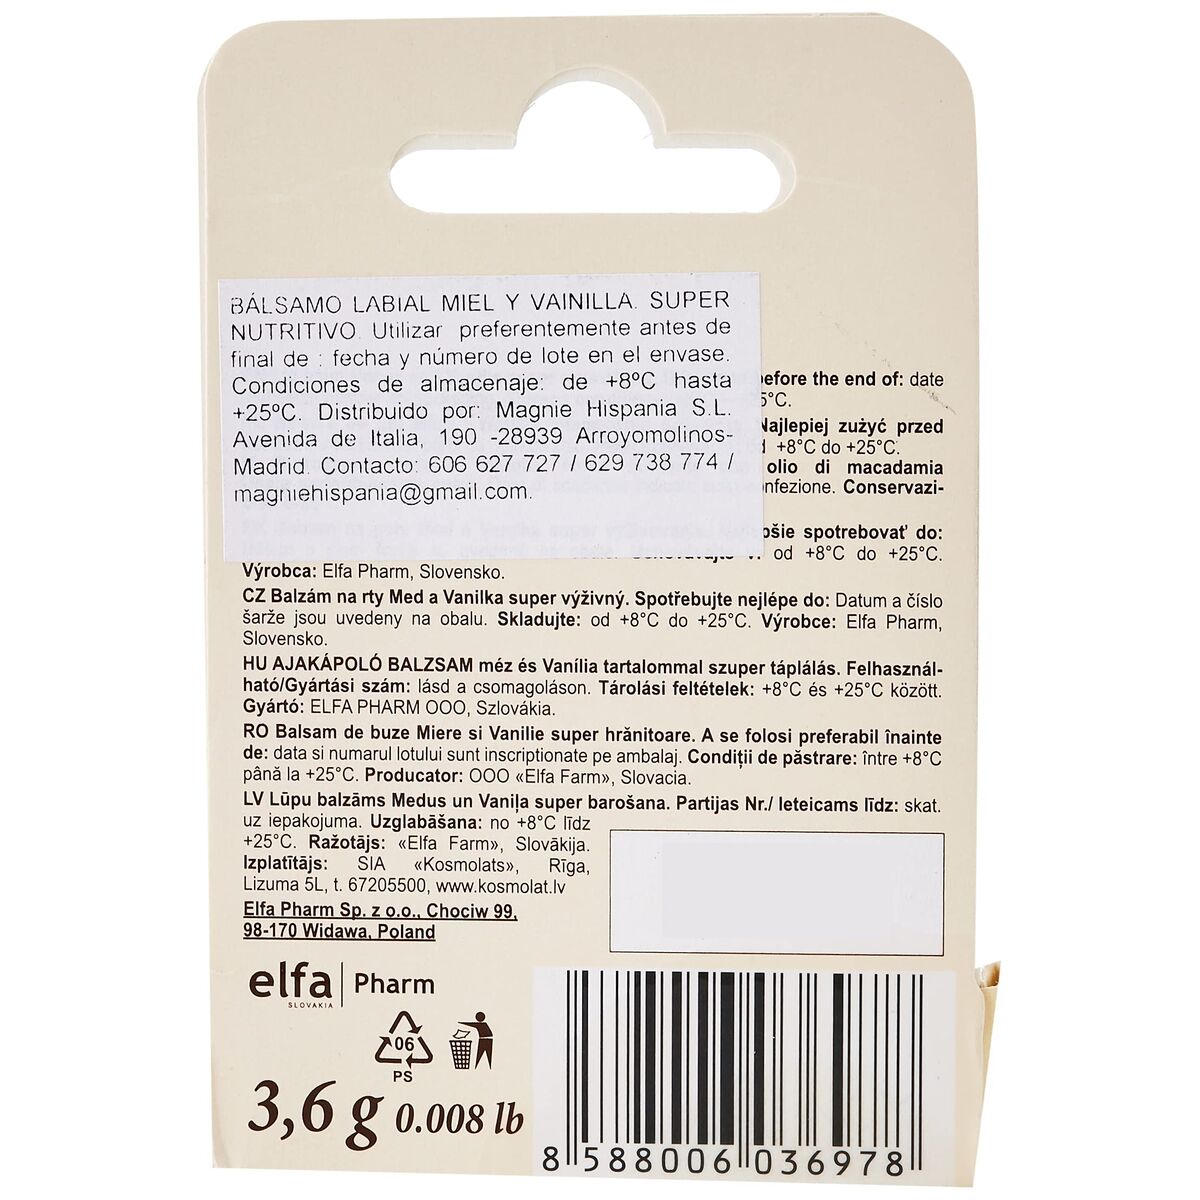 BÁLSAMO LABIAL MIEL Y VAINILLA. SUPER
NUTRITIVO. Utilizar preferentemente antes de
final de : fecha y número de lote en el envase.
Condiciones de almacenaje: de +8ºC hasta
+25ºC. Distribuido por: Magnie Hispania S.L.
Avenida de Italia, 190 -28939 Arroyomolinos-
Madrid. Contacto: 606 627 727 / 629 738 774 /
magniehispania@gmail.com.
before the end of: date
5°C.
Najlepiej zużyć przed
+8°C do +25°C.
olio di macadamia
nfezione. Conservazi-
pšie spotrebovať do:
od +8°C do +25°C.
Výrobca: Elfa Pharm, Slovensko.
CZ Balzám na rty Med a Vanilka super výživný. Spotřebujte nejlépe do: Datum a číslo
šarže jsou uvedeny na obalu. Skladujte: od +8°C do +25°C. Výrobce: Elfa Pharm,
Slovensko.
HU AJAKÁPOLÓ BALZSAM méz és Vanília tartalommal szuper táplálás. Felhasznál-
ható/Gyártási szám: lásd a csomagoláson. Tárolási feltételek: +8°C és +25°C között.
Gyártó: ELFA PHARM OOO, Szlovákia.
RO Balsam de buze Miere si Vanilie super hrănitoare. A se folosi preferabil înainte
de: data si numarul lotului sunt inscriptionate pe ambalaj. Condiții de păstrare: între +8°C
până la +25°C. Producator: OOO «Elfa Farm», Slovacia.
LV Lūpu balzāms Medus un Vaniļa super barošana. Partijas Nr./ Ieteicams līdz: skat.
uz iepakojuma. Uzglabāšana: no +8°C līdz
+25°C. Ražotājs: «Elfa Farm», Slovākija.
Izplatītājs: SIA «Kosmolats», Rīga,
Lizuma 5L, t. 67205500, www.kosmolat.lv
Elfa Pharm Sp. z o.o., Chociw 99,
98-170 Widawa, Poland
elfa Pharm
SLOVAKIA
06
PS
3,6 g 0.008 lb
8 588006 036978